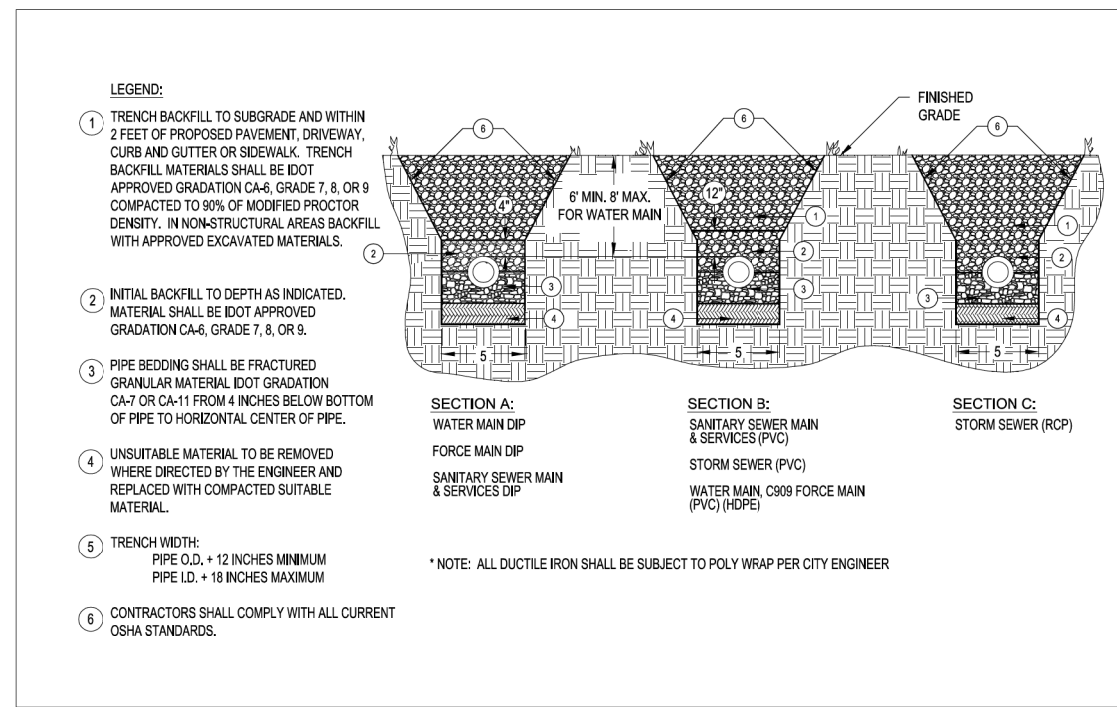 LEGEND:
1 TRENCH BACKFILL TO SUBGRADE AND WITHIN
2 FEET OF PROPOSED PAVEMENT, DRIVEWAY,
CURB AND GUTTER OR SIDEWALK. TRENCH
BACKFILL MATERIALS SHALL BE IDOT
APPROVED GRADATION CA-6, GRADE 7, 8, OR 9
COMPACTED TO 90% OF MODIFIED PROCTOR
DENSITY. IN NON-STRUCTURAL AREAS BACKFILL
WITH APPROVED EXCAVATED MATERIALS.
2 INITIAL BACKFILL TO DEPTH AS INDICATED.
MATERIAL SHALL BE IDOT APPROVED
GRADATION CA-6, GRADE 7, 8, OR 9.
3 PIPE BEDDING SHALL BE FRACTURED
GRANULAR MATERIAL IDOT GRADATION
CA-7 OR CA-11 FROM 4 INCHES BELOW BOTTOM
OF PIPE TO HORIZONTAL CENTER OF PIPE.
4 UNSUITABLE MATERIAL TO BE REMOVED
WHERE DIRECTED BY THE ENGINEER AND
REPLACED WITH COMPACTED SUITABLE
MATERIAL.
5 TRENCH WIDTH:
PIPE O.D. + 12 INCHES MINIMUM
PIPE I.D. + 18 INCHES MAXIMUM
6 CONTRACTORS SHALL COMPLY WITH ALL CURRENT
OSHA STANDARDS.
6
4"
2
3
4
5
SECTION A:
WATER MAIN DIP
FORCE MAIN DIP
SANITARY SEWER MAIN
& SERVICES DIP
6' MIN. 8' MAX.
FOR WATER MAIN
6
12"
1
2
3
4
5
SECTION B:
SANITARY SEWER MAIN
& SERVICES (PVC)
STORM SEWER (PVC)
WATER MAIN, C909 FORCE MAIN
(PVC) (HDPE)
FINISHED
GRADE
6
1
2
3
4
5
SECTION C:
STORM SEWER (RCP)
* NOTE: ALL DUCTILE IRON SHALL BE SUBJECT TO POLY WRAP PER CITY ENGINEER